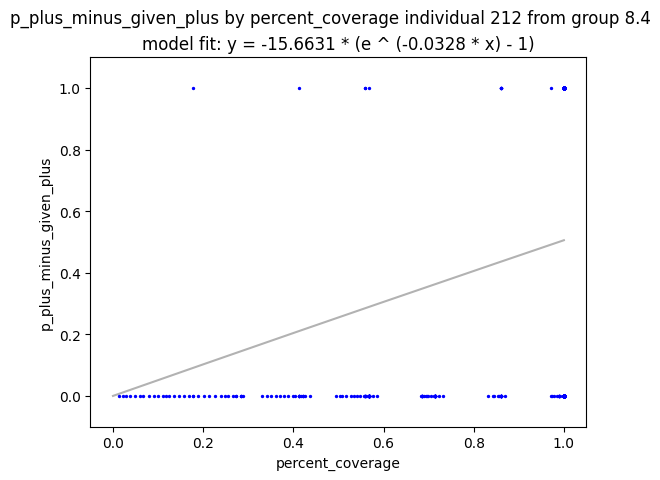 p_plus_minus_given_plus by percent_coverage individual 212 from group 8.4
model fit: y = -15.6631 * (e ^ (-0.0328 * x) - 1)
1.0
0.8
0.6
0.4
0.2
0.0
p_plus_minus_given_plus
0.0 0.2 0.4 0.6 0.8 1.0
percent_coverage